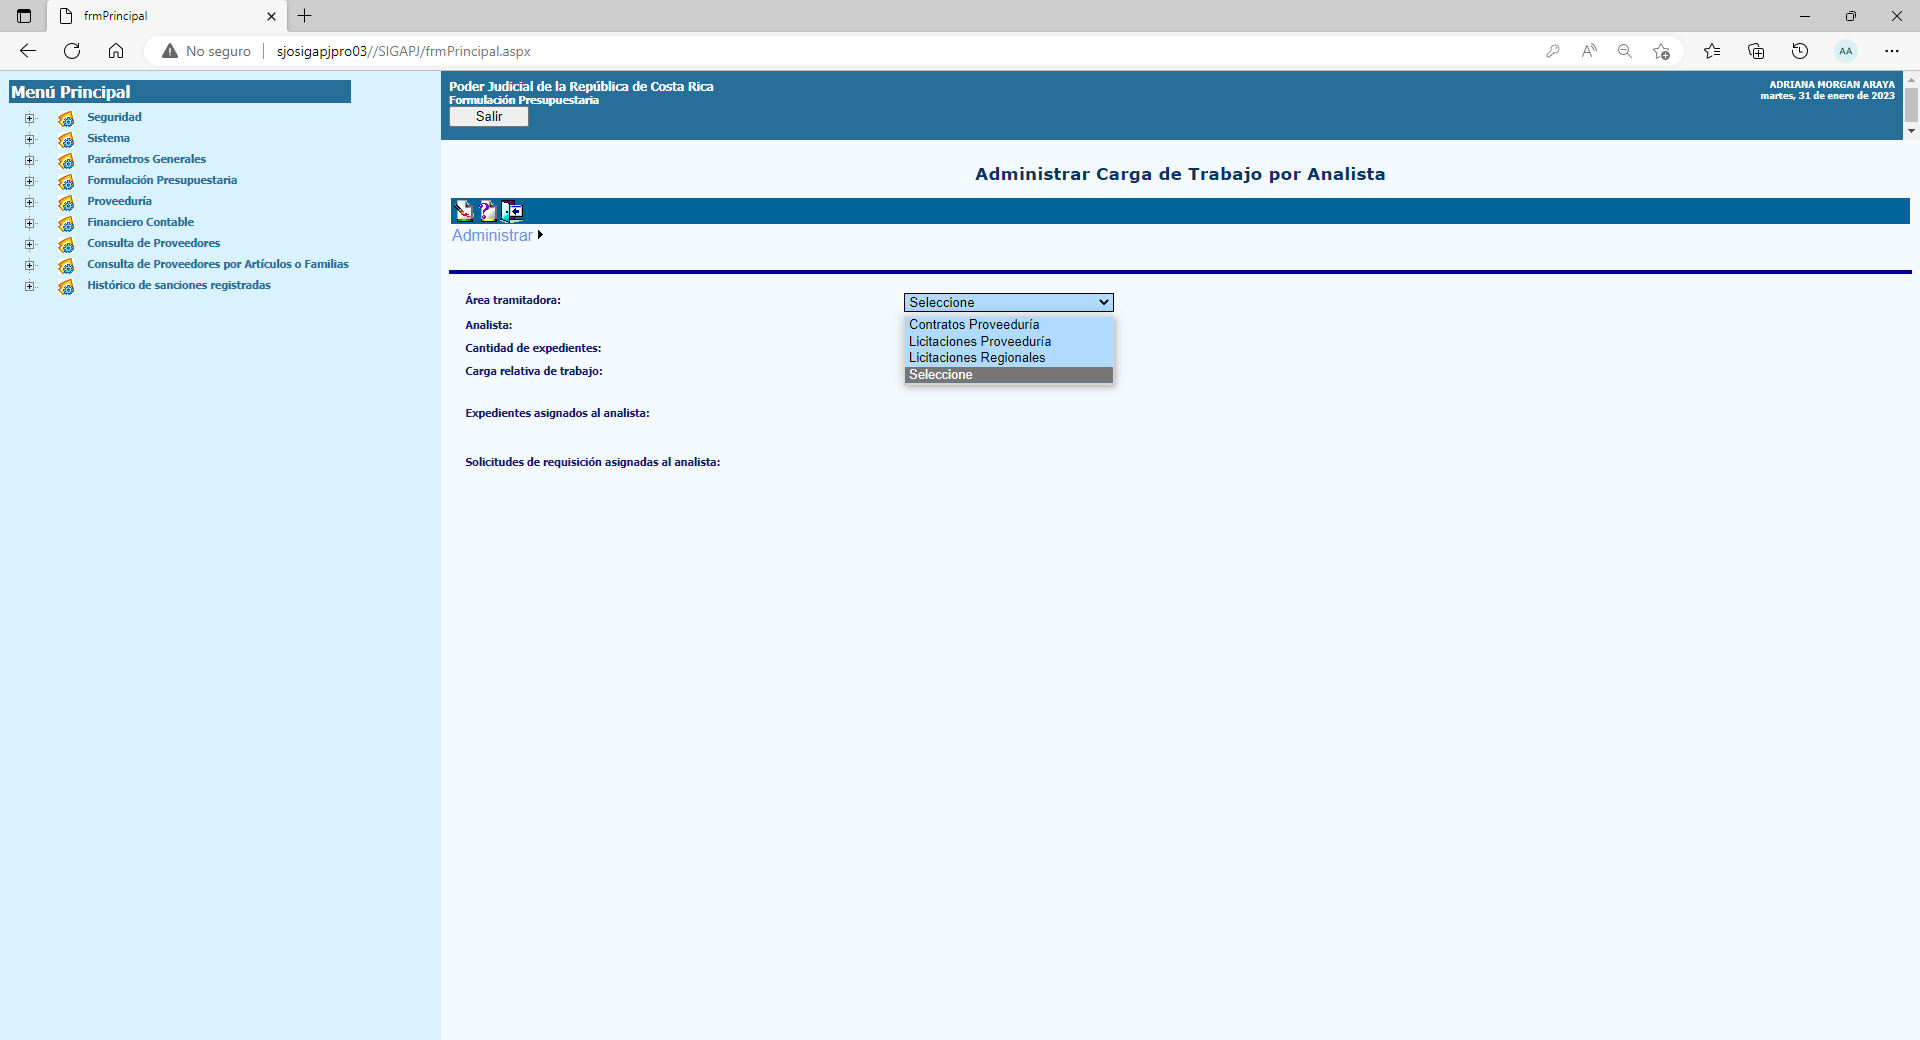 frmPrincipal
No seguro
sjosigapjpro03//SIGAPJ/frmPrincipal.aspx
AA
Menú Principal
Seguridad
Sistema
Parámetros Generales
Formulación Presupuestaria
Proveeduría
Financiero Contable
Consulta de Proveedores
Consulta de Proveedores por Artículos o Familias
Histórico de sanciones registradas
Poder Judicial de la República de Costa Rica
Formulación Presupuestaria
Salir
ADRIANA MORGAN ARAYA
martes, 31 de enero de 2023
Administrar Carga de Trabajo por Analista
Administrar
Área tramitadora:
Seleccione
Contratos Proveeduría
Licitaciones Proveeduría
Licitaciones Regionales
Seleccione
Analista:
Cantidad de expedientes:
Carga relativa de trabajo:
Expedientes asignados al analista:
Solicitudes de requisición asignadas al analista: